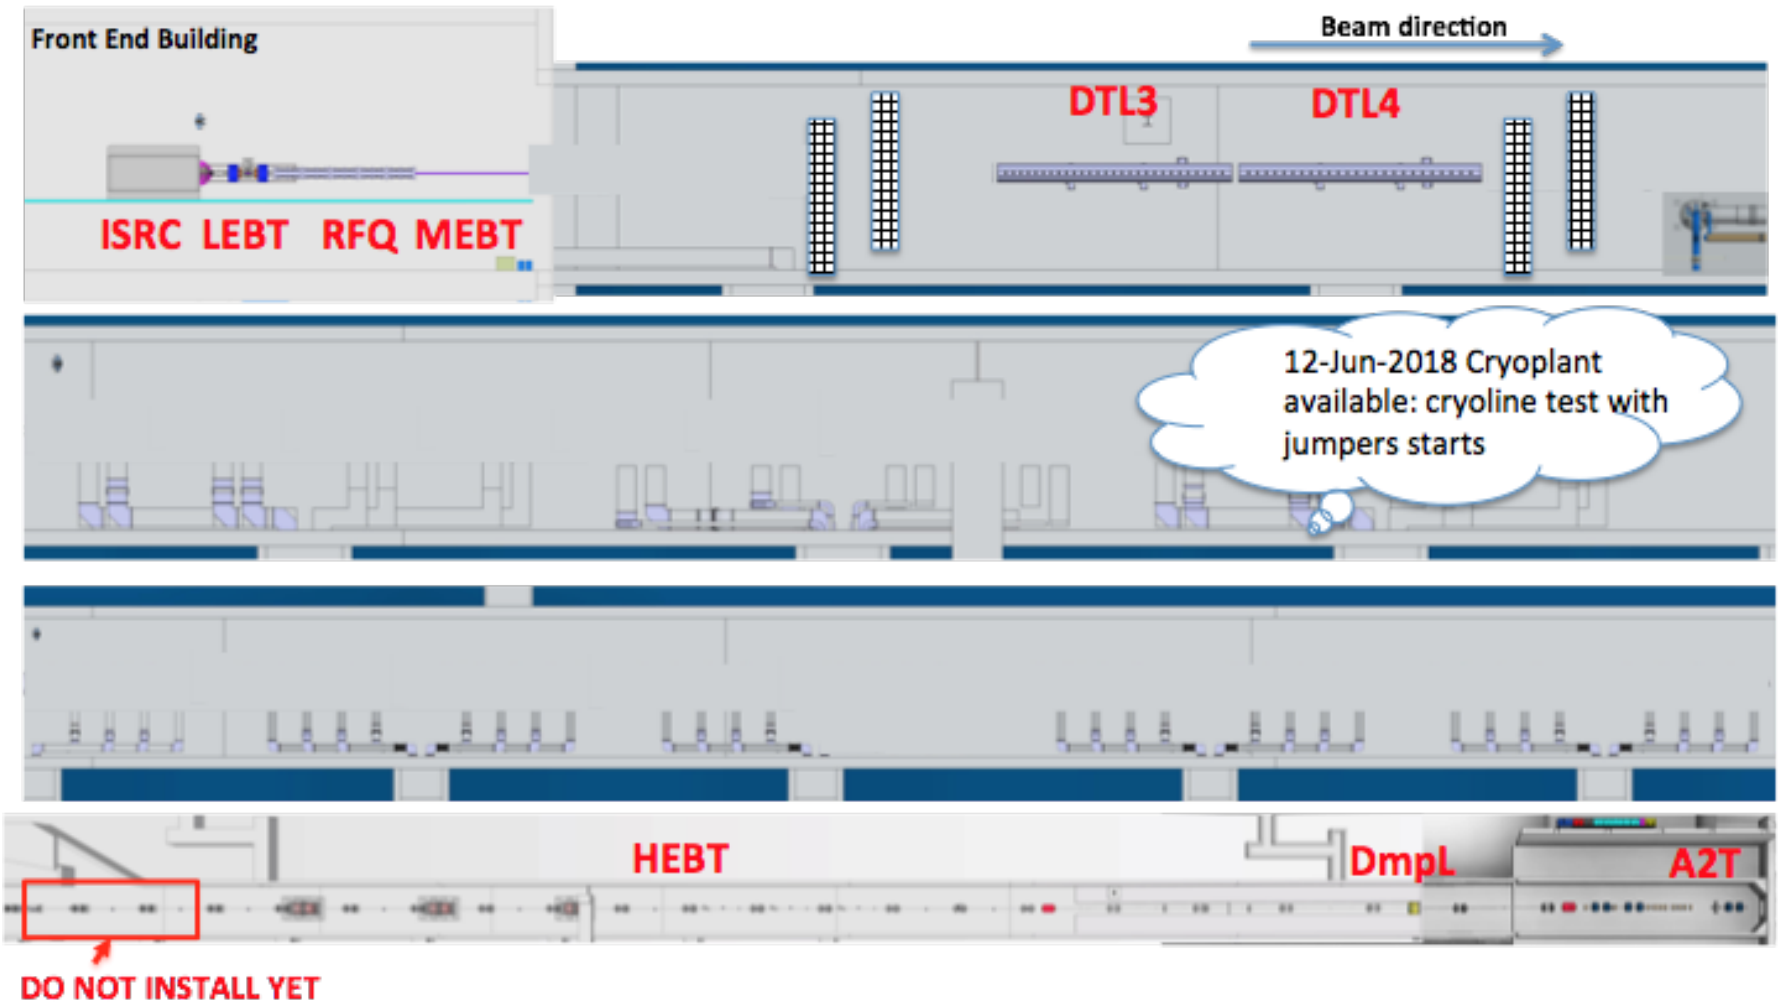 Front End Building
Beam direction
DTL3
DTL4
ISRC LEBT RFQ MEBT
12-Jun-2018 Cryoplant
available: cryoline test with
jumpers starts
HEBT
DmpL
A2T
DO NOT INSTALL YET